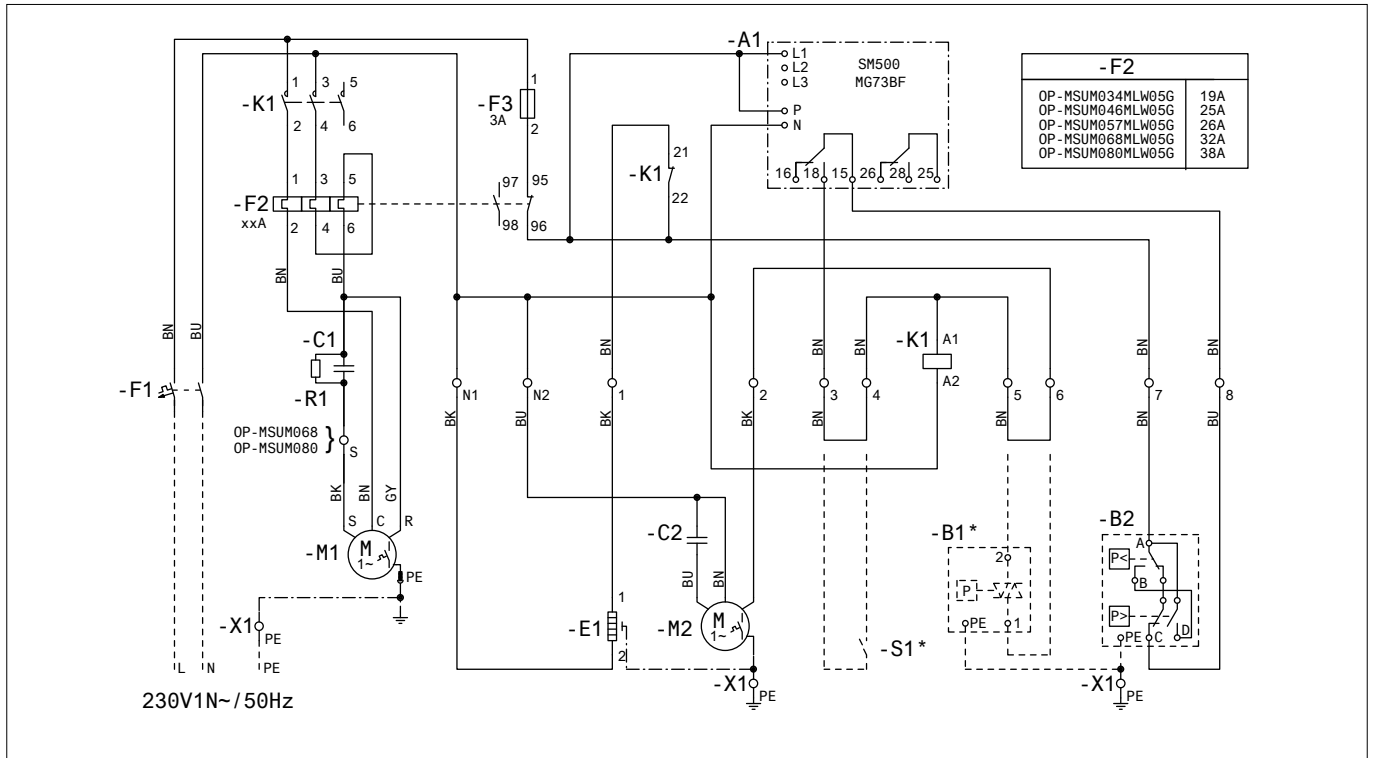 -A1
L1
L2
L3
P
N
SM500
MG73BF
16 18 15 26 28 25
-F2
OP-MSUM034MLW05G 19A
OP-MSUM046MLW05G 25A
OP-MSUM057MLW05G 26A
OP-MSUM068MLW05G 32A
OP-MSUM080MLW05G 38A
1 3 5
-K1
2 4 6
1
-F3
3A
2
21
-K1
22
1 3 5
-F2
xxA
2 4 6
97 95
98 96
BN BU
BN BU
-C1
-R1
-F1
OP-MSUM068
OP-MSUM080 }
S
BK BN GY
S C R
-M1
M
1~
PE
-X1
PE
L N PE
230V1N~/50Hz
N1
BK
N2
BU
BN
1
BK
2
BK
BN
3
BN
BN
4
-K1
A1
A2
5
BN
6
BN
7
BN
8
BU
1
-E1
2
-C2
BU BN
-M2
M
1~
-X1
PE
-S1*
-B1*
2
P
PE
1
-B2
A
P<
B
P>
PE
C
D
-X1
PE